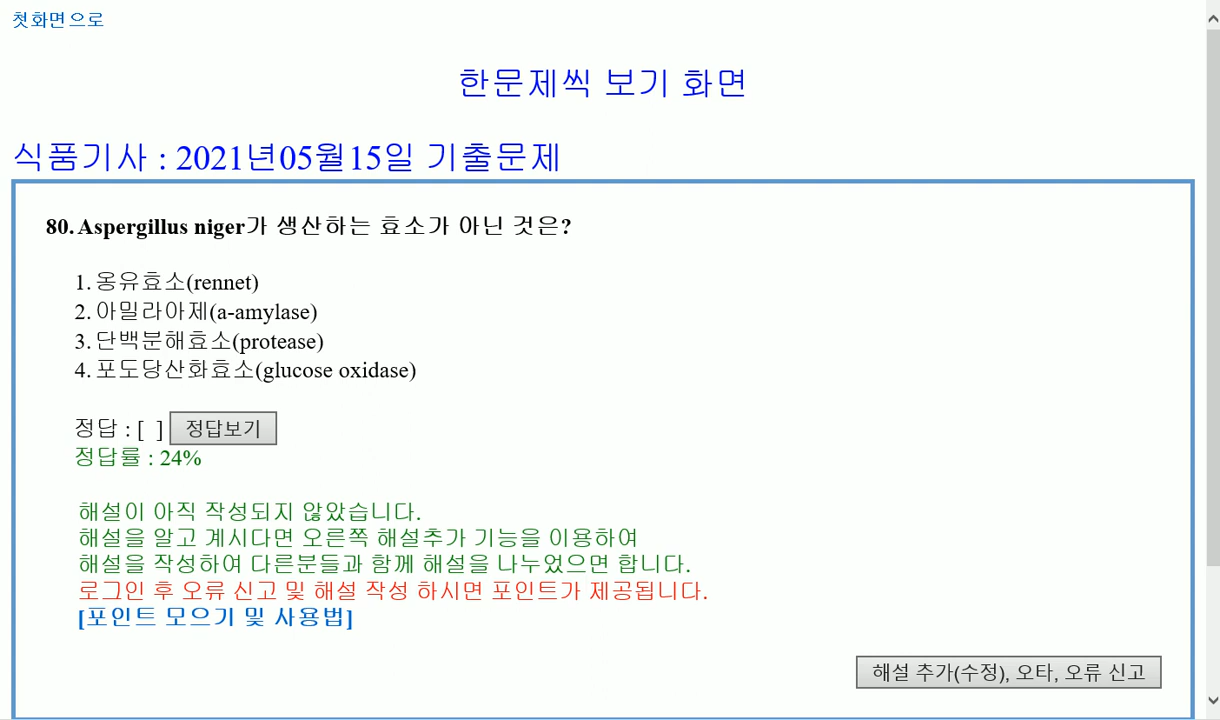 첫화면으로
한문제씩 보기 화면
식품기사 : 2021년05월15일 기출문제
80. Aspergillus niger가 생산하는 효소가 아닌 것은?
1. 옹유효소(rennet)
2. 아밀라아제(a-amylase)
3. 단백분해효소(protease)
4. 포도당산화효소(glucose oxidase)
정답 : [ ] 정답보기
정답률 : 24%
해설이 아직 작성되지 않았습니다.
해설을 알고 계시다면 오른쪽 해설추가 기능을 이용하여
해설을 작성하여 다른분들과 함께 해설을 나누었으면 합니다.
로그인 후 오류 신고 및 해설 작성 하시면 포인트가 제공됩니다.
[포인트 모으기 및 사용법]
해설 추가(수정), 오타, 오류 신고